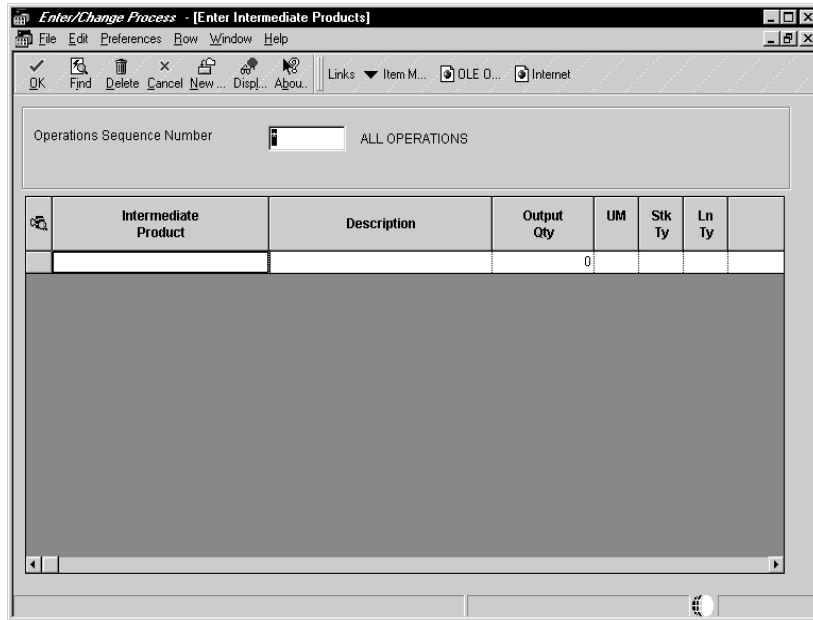 Enter/Change Process - [Enter Intermediate Products]
File Edit Preferences Row Window Help
OK Find Delete Cancel New ... Displ... Abou.. Links Item M... OLE O... Internet
Operations Sequence Number * ALL OPERATIONS
Intermediate Product Description Output Qty UM Stk Ty Ln Ty
0